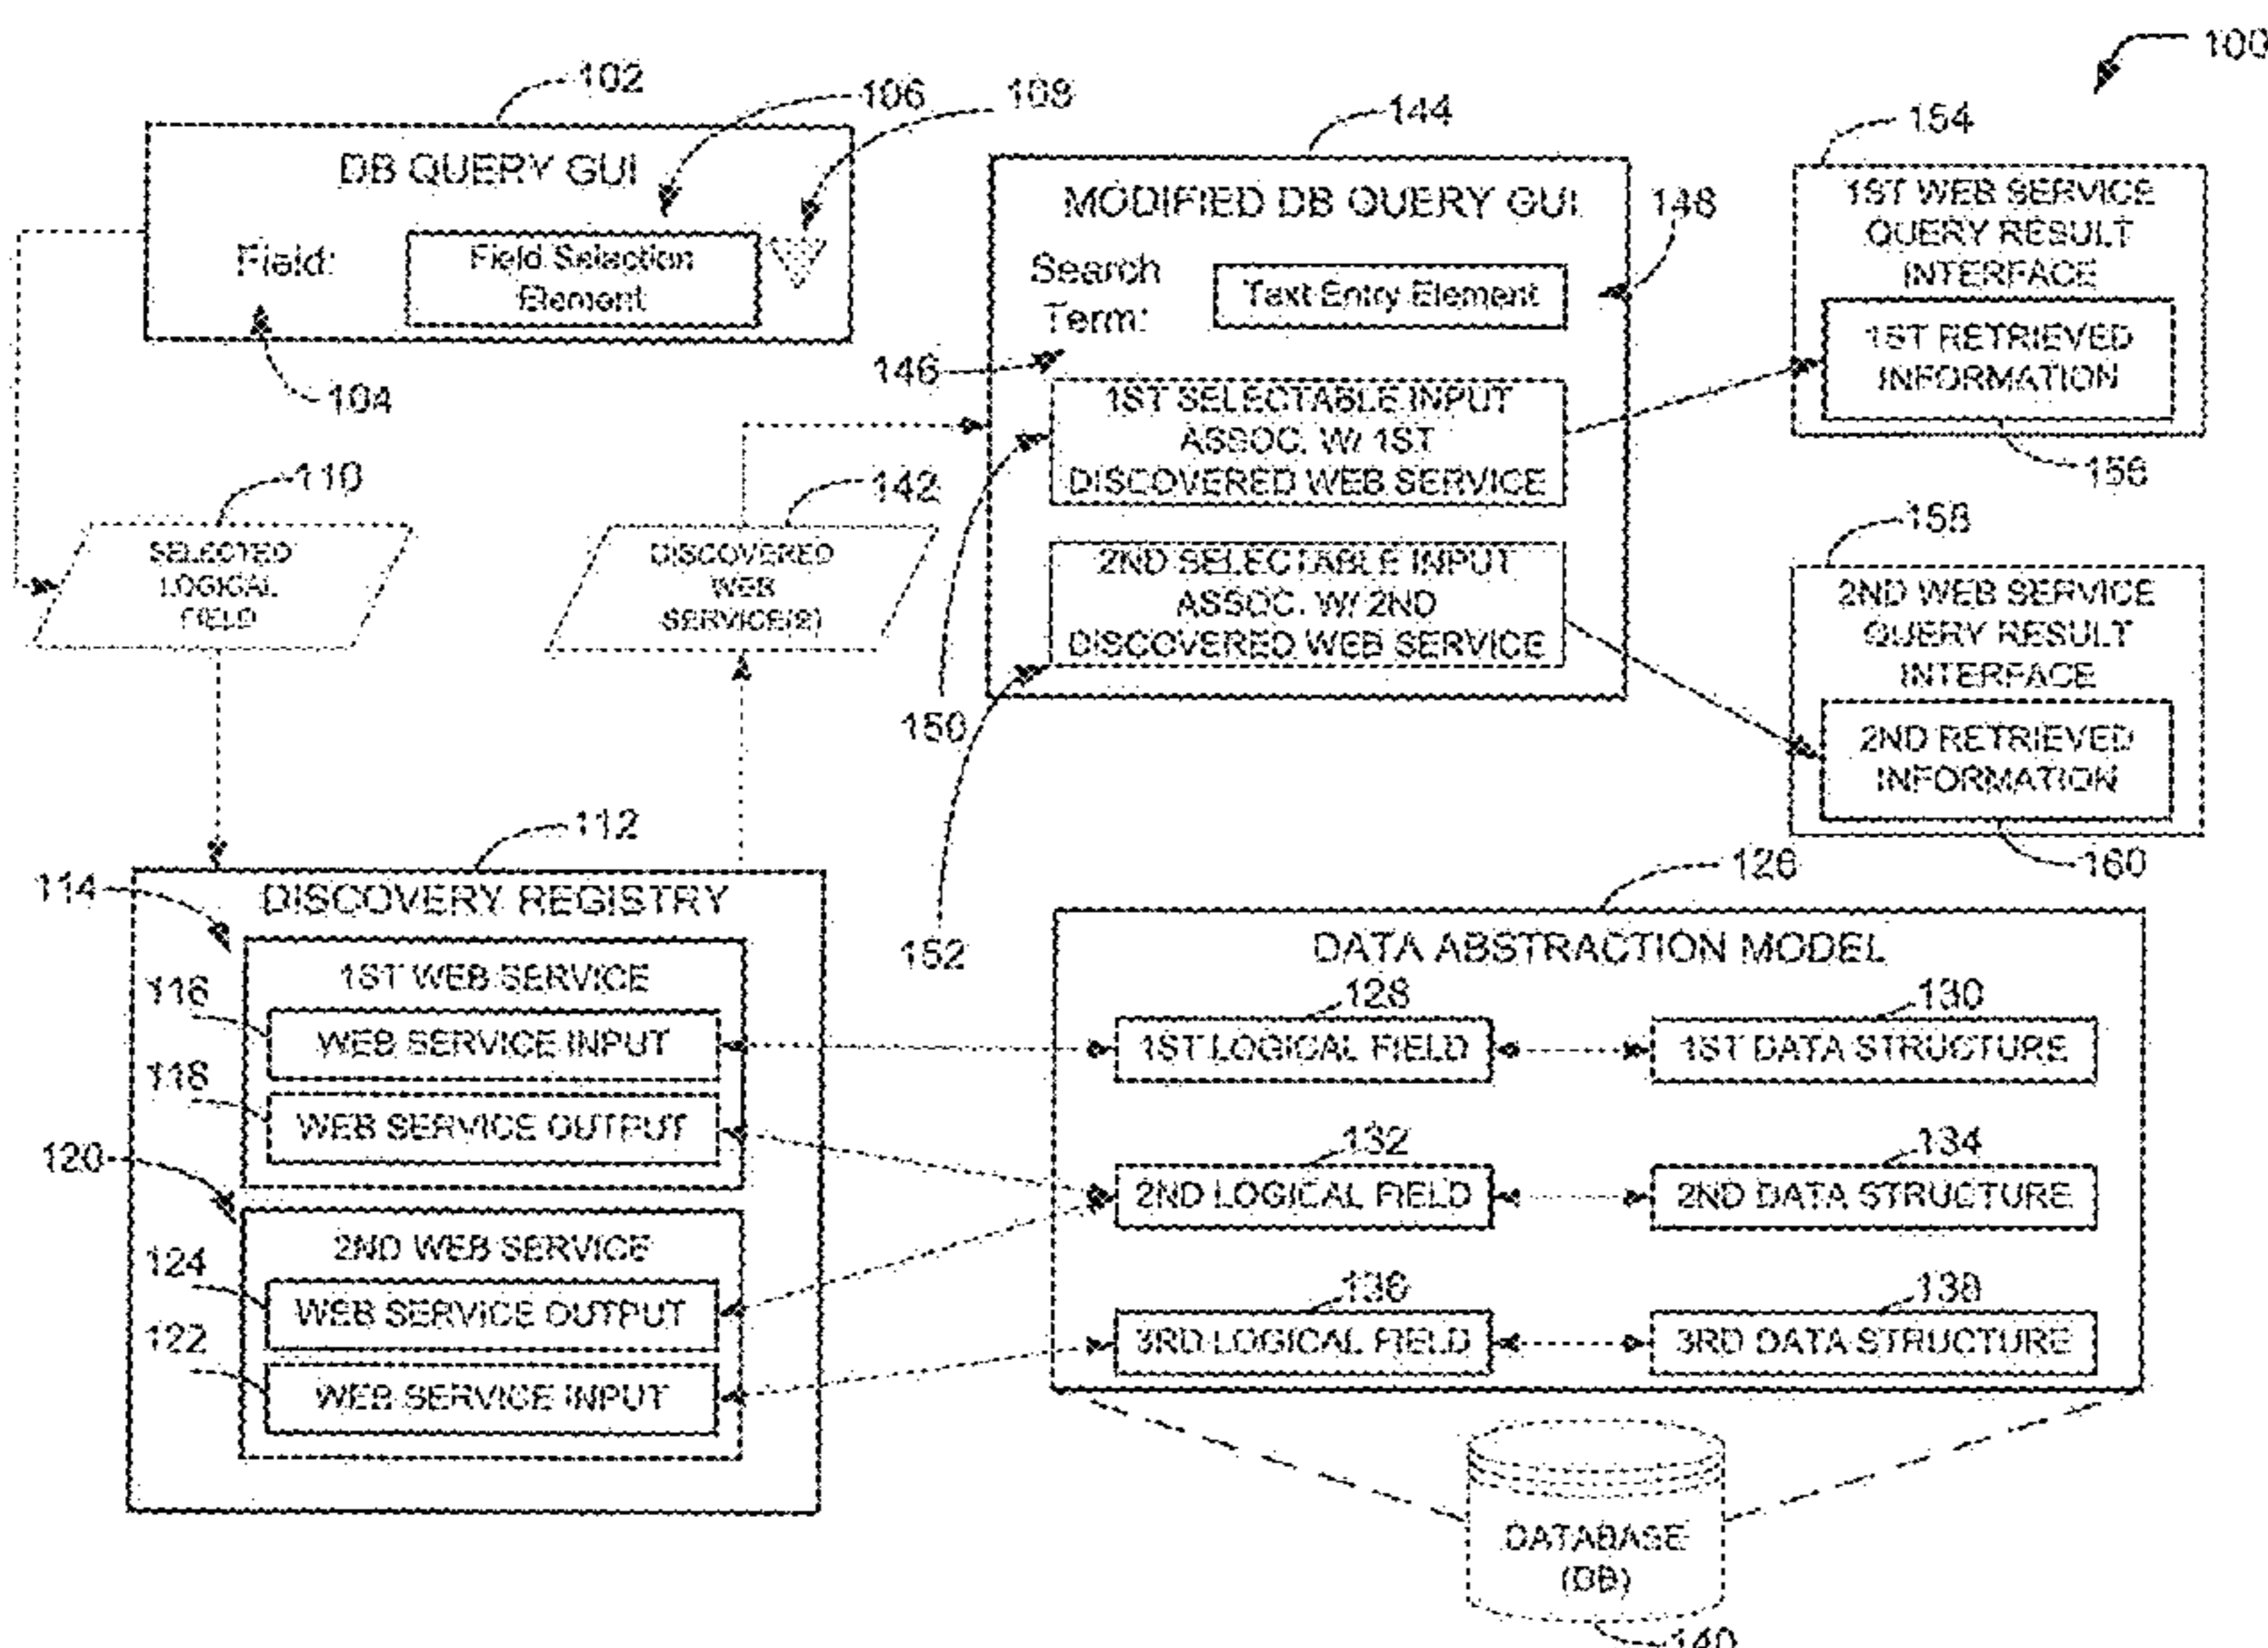 100
102
106
108
DB QUERY GUI
Field:
Field Selection
Element
104
144
MODIFIED DB QUERY GUI
148
Search
Term:
Text Entry Element
146
1ST SELECTABLE INPUT
ASSOC. W/ 1ST
DISCOVERED WEB SERVICE
2ND SELECTABLE INPUT
ASSOC. W/ 2ND
DISCOVERED WEB SERVICE
150
152
154
1ST WEB SERVICE
QUERY RESULT
INTERFACE
1ST RETRIEVED
INFORMATION
156
158
2ND WEB SERVICE
QUERY RESULT
INTERFACE
2ND RETRIEVED
INFORMATION
160
110
SELECTED
LOGICAL
FIELD
142
DISCOVERED
WEB
SERVICE(S)
112
DISCOVERY REGISTRY
114
1ST WEB SERVICE
116
WEB SERVICE INPUT
118
WEB SERVICE OUTPUT
120
2ND WEB SERVICE
124
WEB SERVICE OUTPUT
122
WEB SERVICE INPUT
126
DATA ABSTRACTION MODEL
128
1ST LOGICAL FIELD
130
1ST DATA STRUCTURE
132
2ND LOGICAL FIELD
134
2ND DATA STRUCTURE
136
3RD LOGICAL FIELD
138
3RD DATA STRUCTURE
DATABASE
(DB)
140